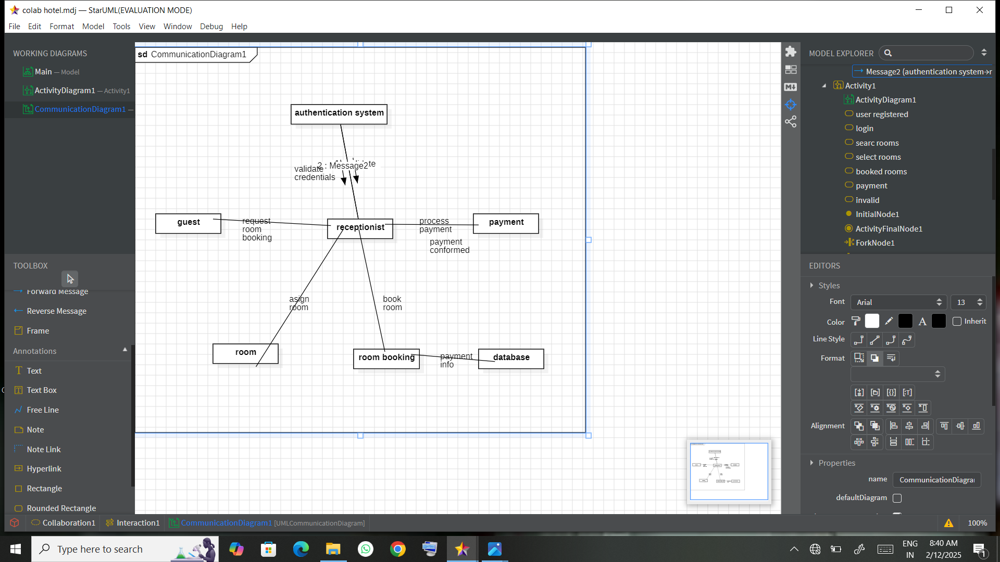 colab hotel.mdj — StarUML(EVALUATION MODE)
File Edit Format Model Tools View Window Debug Help
WORKING DIAGRAMS
Main — Model
ActivityDiagram1 — Activity1
CommunicationDiagram1 —
TOOLBOX
Forward Message
Reverse Message
Frame
Annotations
Text
Text Box
Free Line
Note
Note Link
Hyperlink
Rectangle
Rounded Rectangle
sd CommunicationDiagram1
authentication system
2 : Message2
validate
credentials
guest
request
room
booking
receptionist
process
payment
payment
conformed
payment
asign
room
book
room
room
room booking
payment
info
database
MODEL EXPLORER
Message2 (authentication system→r
Activity1
ActivityDiagram1
user registered
login
searc rooms
select rooms
booked rooms
payment
invalid
InitialNode1
ActivityFinalNode1
ForkNode1
EDITORS
Styles
Font Arial 13
Color A Inherit
Line Style
Format
Alignment
Properties
name CommunicationDiagra
defaultDiagram
Collaboration1 Interaction1 CommunicationDiagram1 [UMLCommunicationDiagram] 100%
Type here to search
ENG
IN
8:40 AM
2/12/2025
1